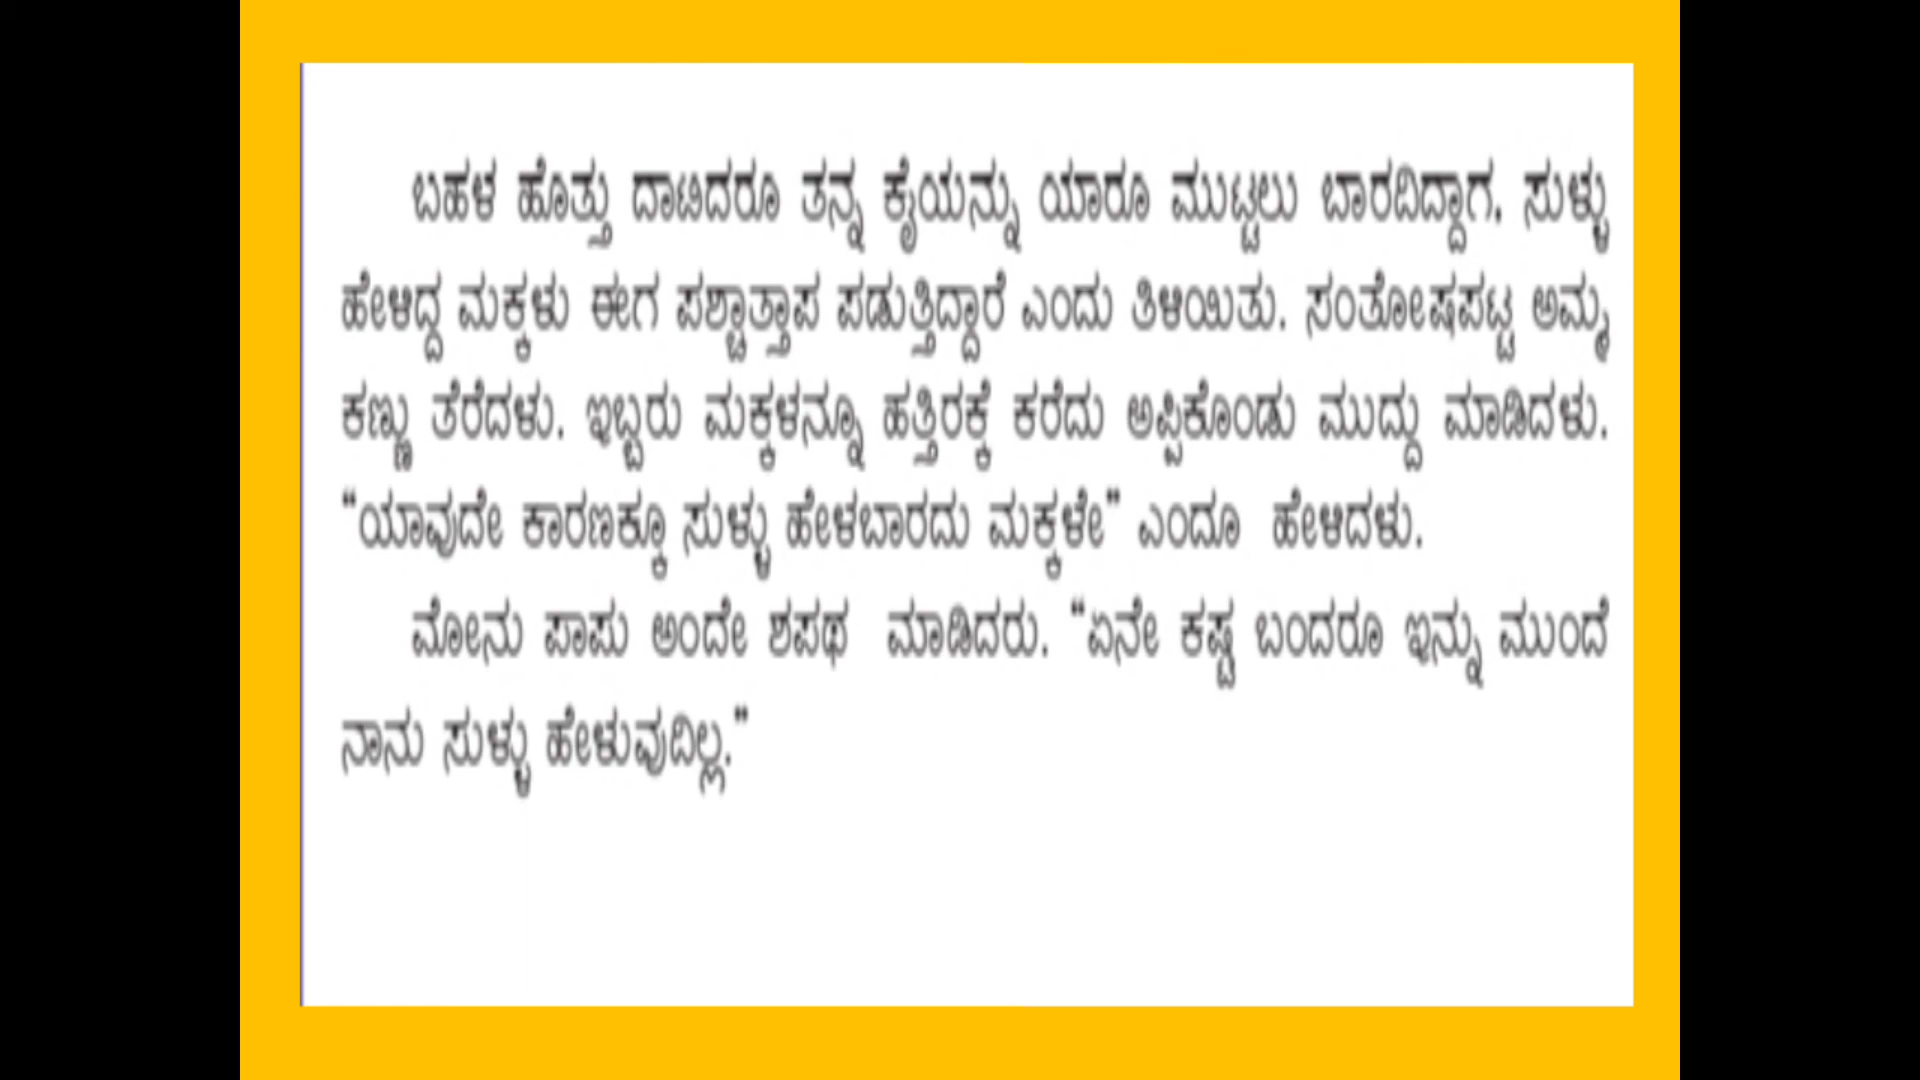 ಬಹಳ ಹೊತ್ತು ದಾಟಿದರೂ ತನ್ನ ಕೈಯನ್ನು ಯಾರೂ ಮುಟ್ಟಲು ಬಾರದಿದ್ದಾಗ, ಸುಳ್ಳು
ಹೇಳಿದ್ದ ಮಕ್ಕಳು ಈಗ ಪಶ್ಚಾತ್ತಾಪ ಪಡುತ್ತಿದ್ದಾರೆ ಎಂದು ತಿಳಿಯಿತು. ಸಂತೋಷಪಟ್ಟ ಅಮ್ಮ
ಕಣ್ಣು ತೆರೆದಳು. ಇಬ್ಬರು ಮಕ್ಕಳನ್ನೂ ಹತ್ತಿರಕ್ಕೆ ಕರೆದು ಅಪ್ಪಿಕೊಂಡು ಮುದ್ದು ಮಾಡಿದಳು.
“ಯಾವುದೇ ಕಾರಣಕ್ಕೂ ಸುಳ್ಳು ಹೇಳಬಾರದು ಮಕ್ಕಳೇ” ಎಂದೂ ಹೇಳಿದಳು.
ಮೋನು ಪಾಪು ಅಂದೇ ಶಪಥ ಮಾಡಿದರು. “ಏನೇ ಕಷ್ಟ ಬಂದರೂ ಇನ್ನು ಮುಂದೆ
ನಾನು ಸುಳ್ಳು ಹೇಳುವುದಿಲ್ಲ.”